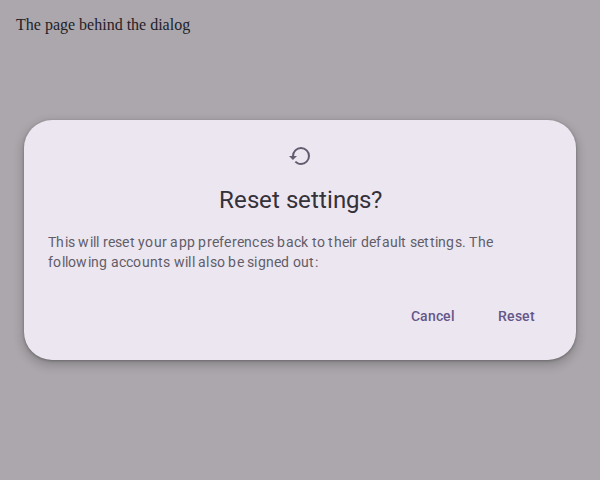 The page behind the dialog
Reset settings?
This will reset your app preferences back to their default settings. The
following accounts will also be signed out:
Cancel
Reset